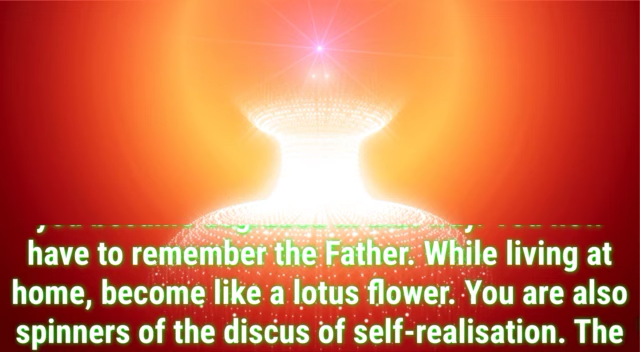 have to remember the Father. While living at
home, become like a lotus flower. You are also
spinners of the discus of self-realisation. The